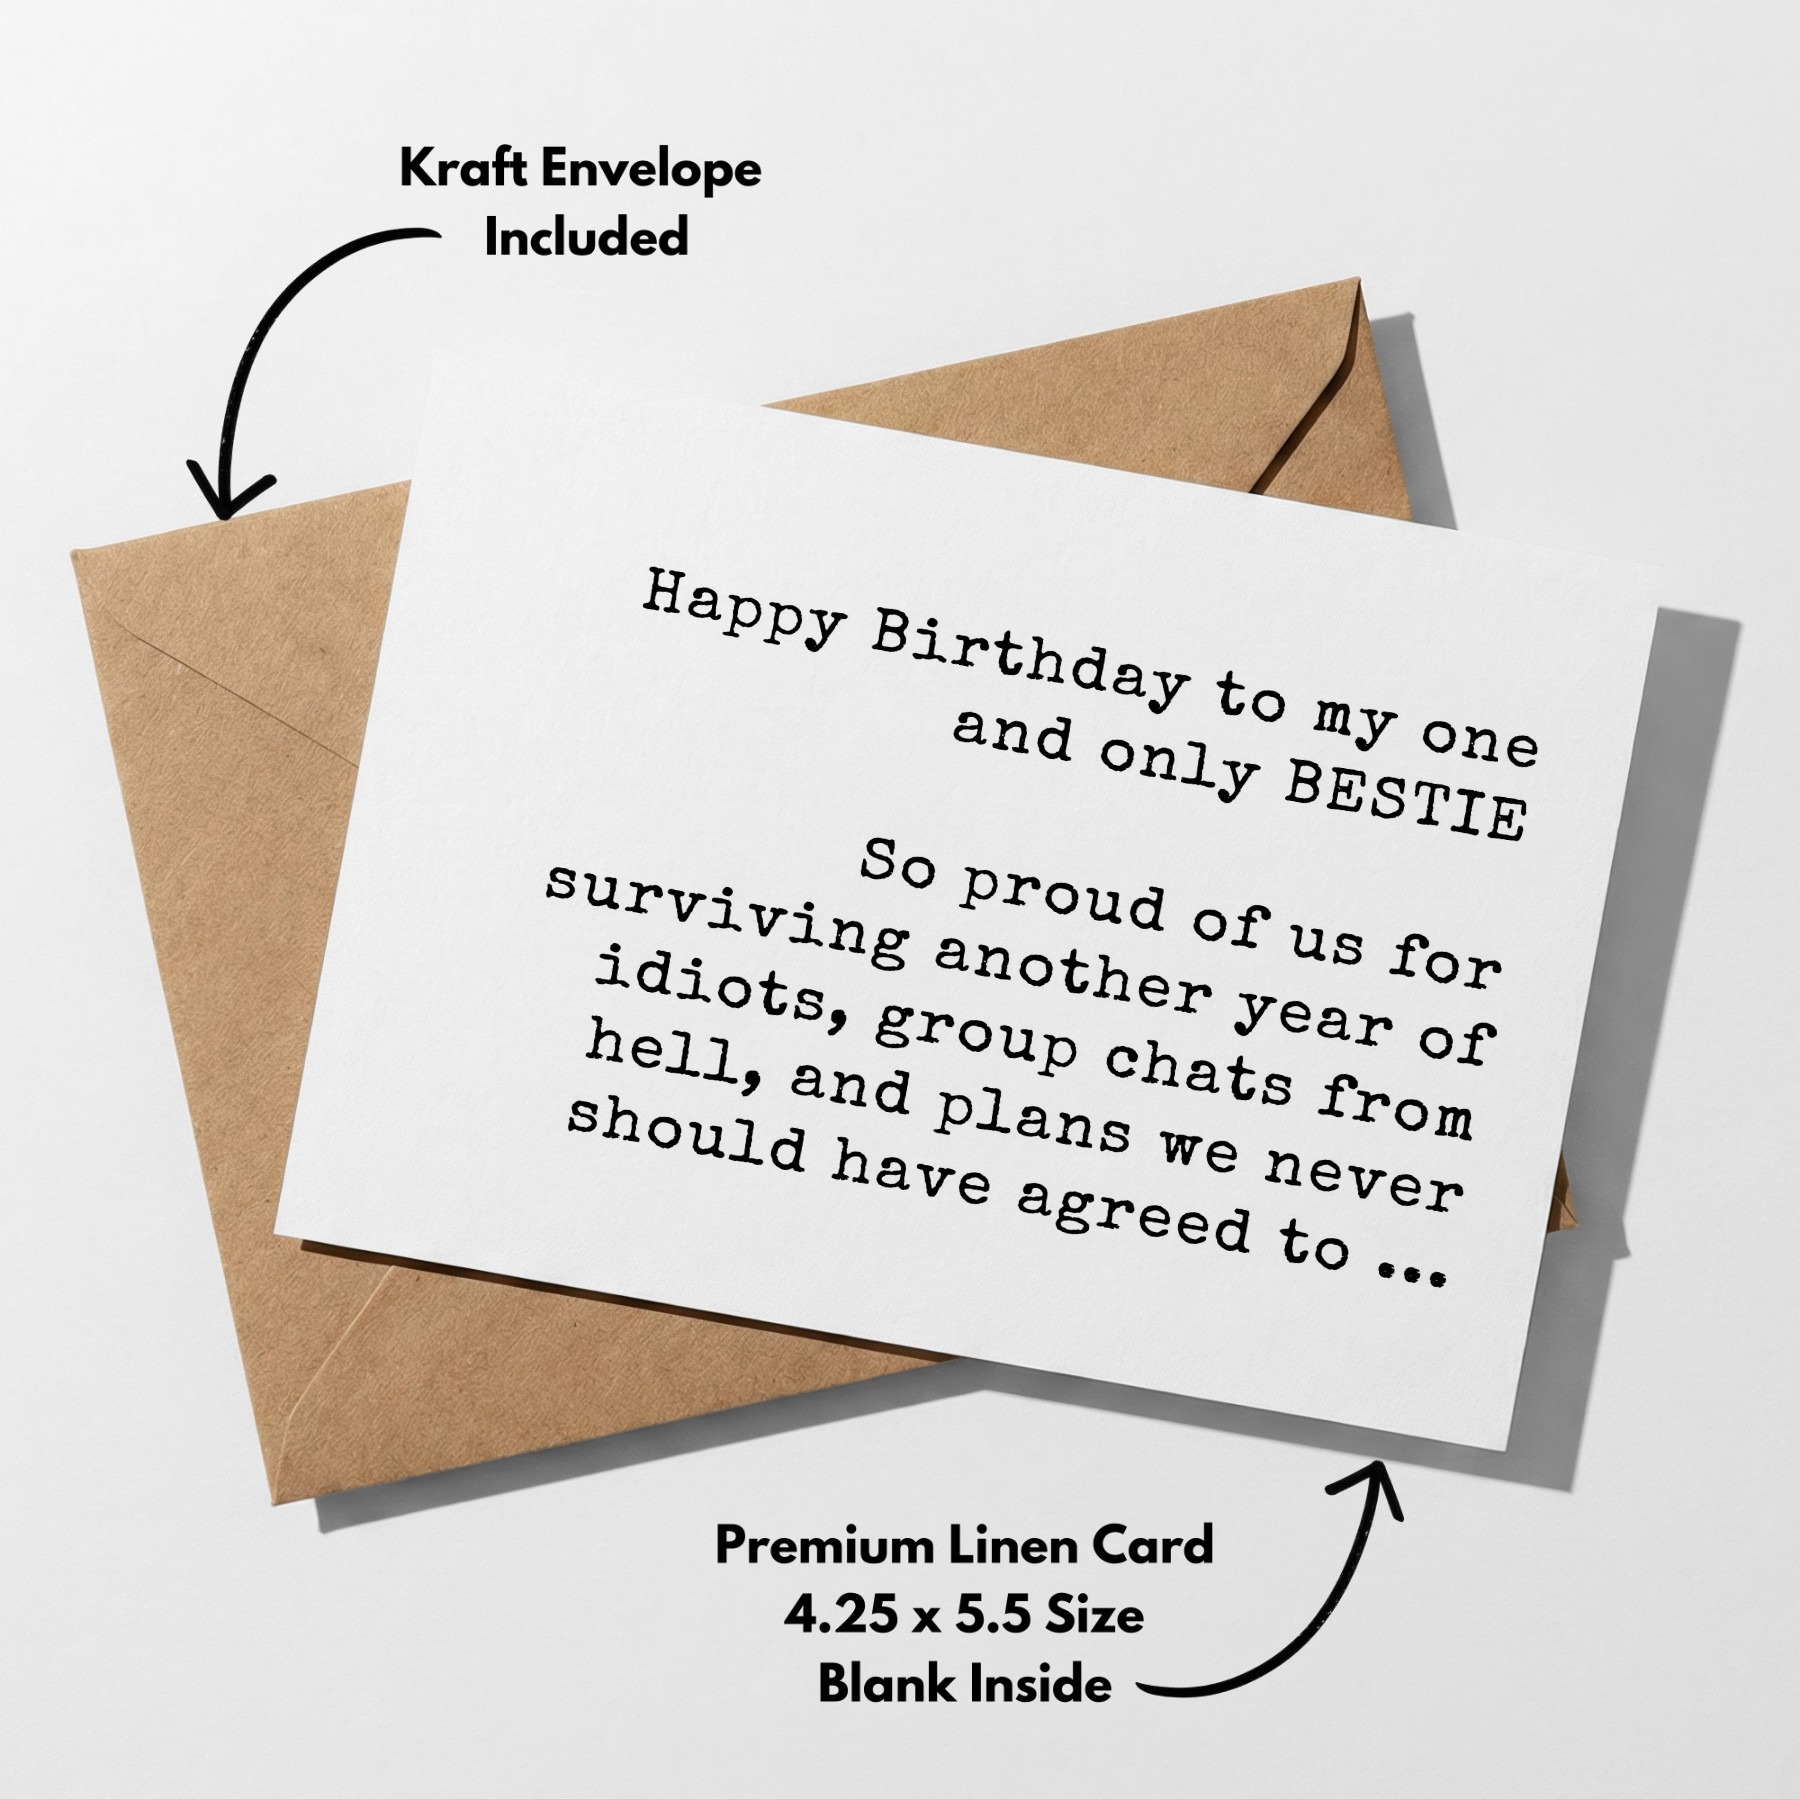 Kraft Envelope
Included
Happy Birthday to my one
and only BESTIE
So proud of us for
surviving another year of
idiots, group chats from
hell, and plans we never
should have agreed to ...
Premium Linen Card
4.25 x 5.5 Size
Blank Inside